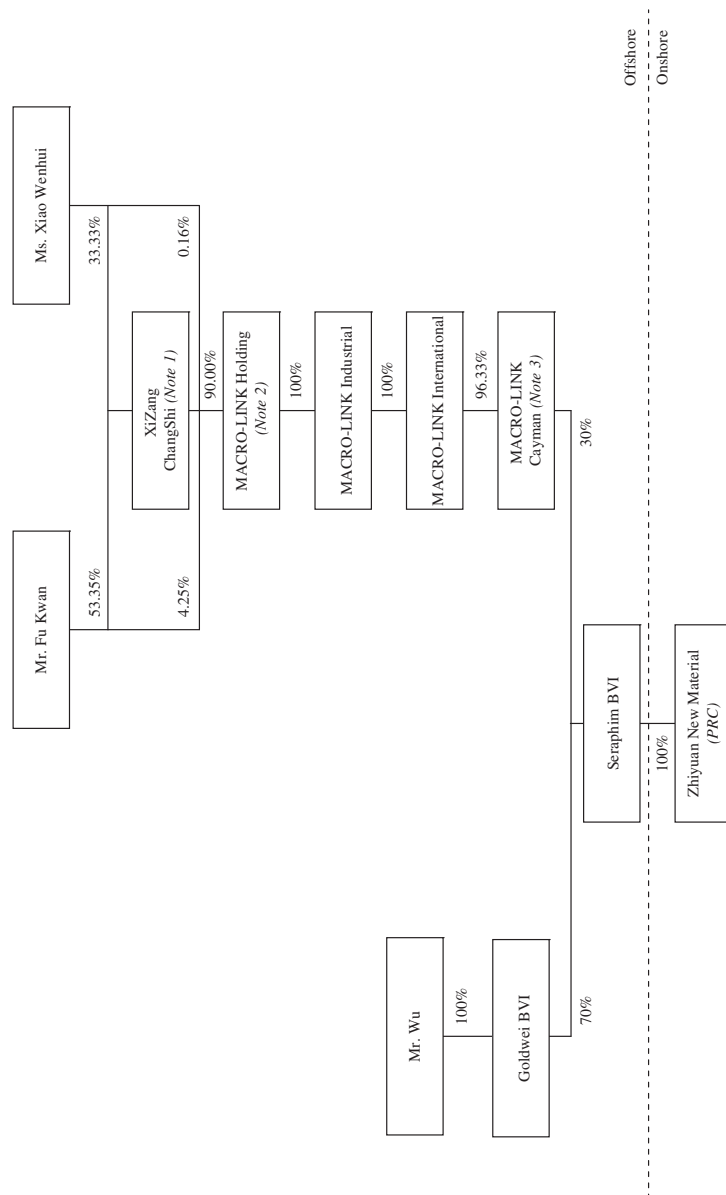 Mr. Fu Kwan
Ms. Xiao Wenhui
53.35%
33.33%
XiZang
ChangShi (Note 1)
4.25%
0.16%
90.00%
MACRO-LINK Holding
(Note 2)
100%
MACRO-LINK Industrial
100%
MACRO-LINK International
96.33%
MACRO-LINK
Cayman (Note 3)
Mr. Wu
100%
Goldwei BVI
70%
30%
Seraphim BVI
Offshore
Onshore
100%
Zhiyuan New Material
(PRC)